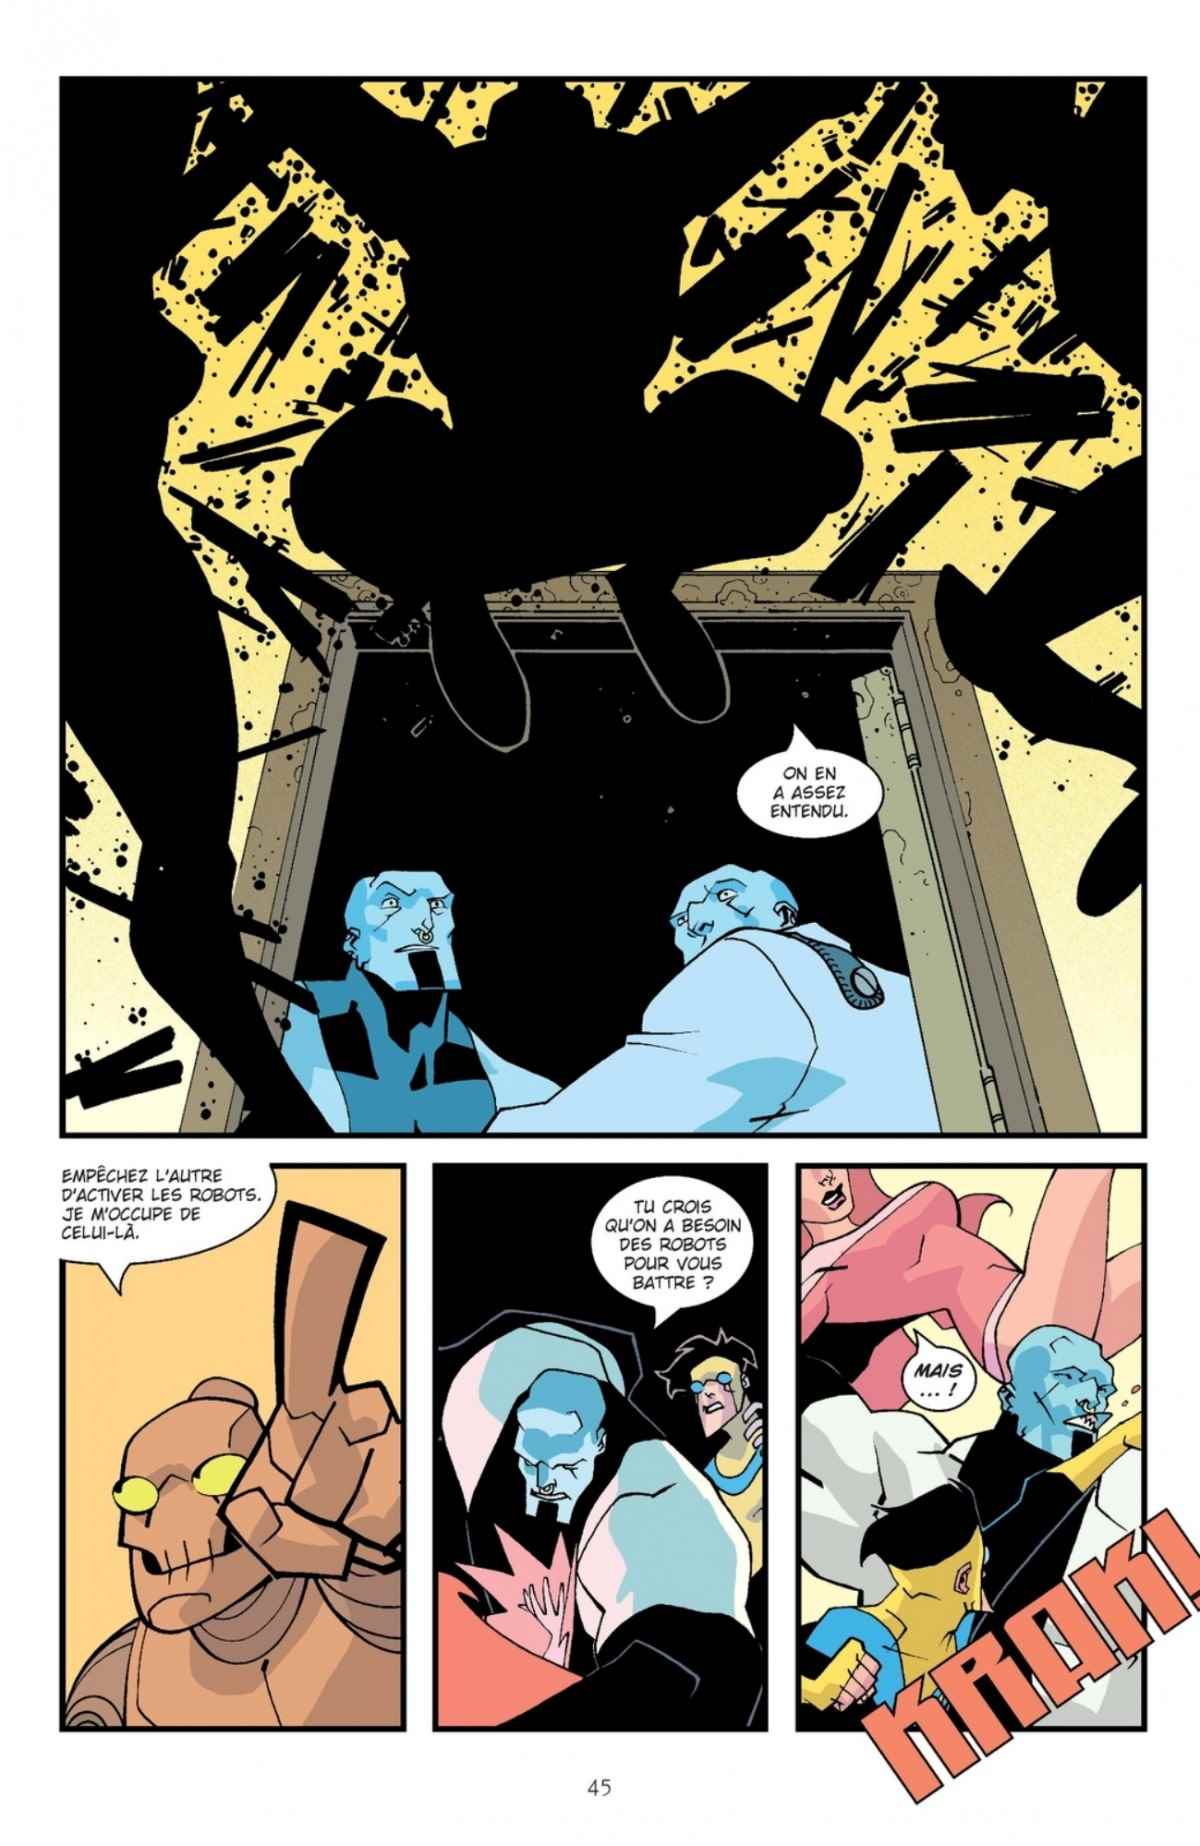 ON EN
A ASSEZ
ENTENDU.
EMPÊCHEZ L'AUTRE
D'ACTIVER LES ROBOTS.
JE M'OCCUPE DE
CELUI-LÀ.
TU CROIS
QU'ON A BESOIN
DES ROBOTS
POUR VOUS
BATTRE ?
MAIS
... !
KRAK!
45